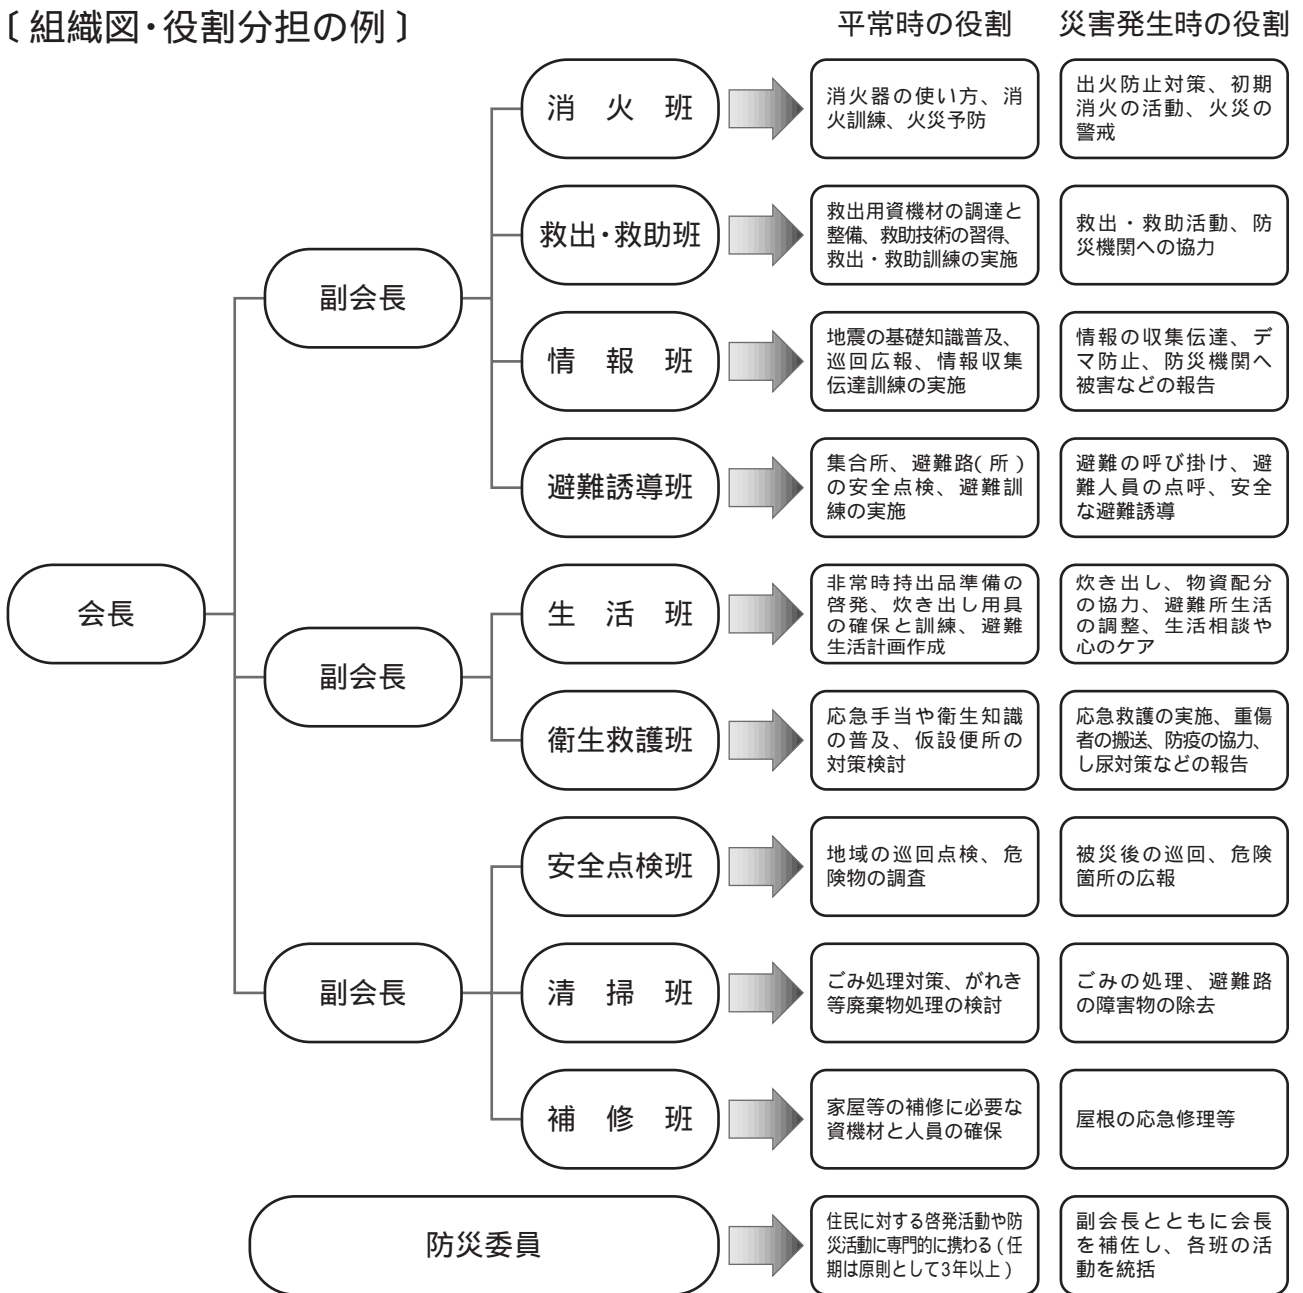 〔 組織図・役割分担の例 〕
平常時の役割
災害発生時の役割
会長
副会長
消 火 班
消火器の使い方、消
火訓練、火災予防
出火防止対策、初期
消火の活動、火災の
警戒
救出・救助班
救出用資機材の調達と
整備、救助技術の習得、
救出・救助訓練の実施
救出・救助活動、防
災機関への協力
情 報 班
地震の基礎知識普及、
巡回広報、情報収集
伝達訓練の実施
情報の収集伝達、デ
マ防止、防災機関へ
被害などの報告
避難誘導班
集合所、避難路(所)
の安全点検、避難訓
練の実施
避難の呼び掛け、避
難人員の点呼、安全
な避難誘導
副会長
生 活 班
非常時持出品準備の
啓発、炊き出し用具
の確保と訓練、避難
生活計画作成
炊き出し、物資配分
の協力、避難所生活
の調整、生活相談や
心のケア
衛生救護班
応急手当や衛生知識
の普及、仮設便所の
対策検討
応急救護の実施、重傷
者の搬送、防疫の協力、
し尿対策などの報告
副会長
安全点検班
地域の巡回点検、危
険物の調査
被災後の巡回、危険
箇所の広報
清 掃 班
ごみ処理対策、がれき
等廃棄物処理の検討
ごみの処理、避難路
の障害物の除去
補 修 班
家屋等の補修に必要な
資機材と人員の確保
屋根の応急修理等
防災委員
住民に対する啓発活動や防
災活動に専門的に携わる(任
期は原則として3年以上)
副会長とともに会長
を補佐し、各班の活
動を統括